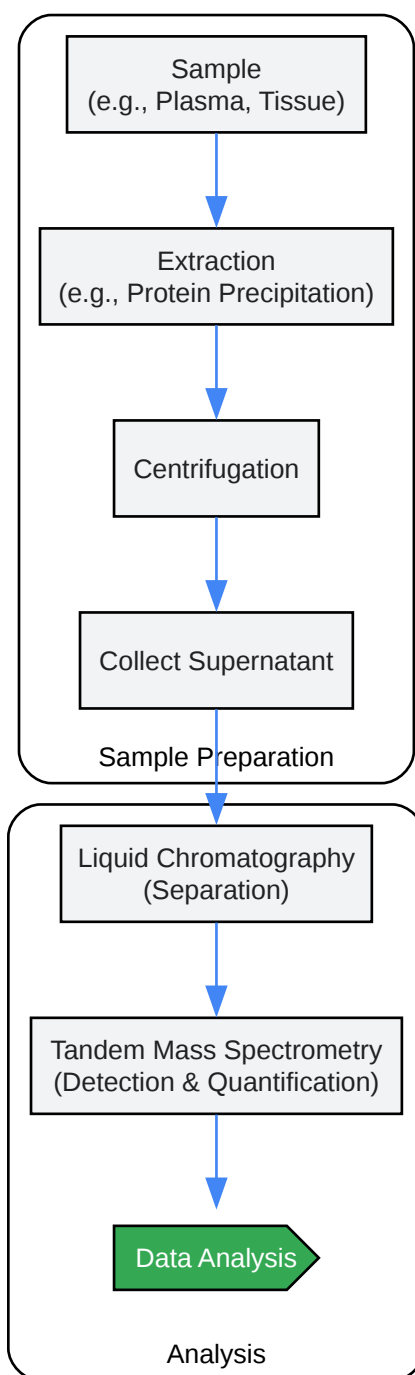 Sample
(e.g., Plasma, Tissue)
Extraction
(e.g., Protein Precipitation)
Centrifugation
Collect Supernatant
Sample Preparation
Liquid Chromatography
(Separation)
Tandem Mass Spectrometry
(Detection & Quantification)
Data Analysis
Analysis